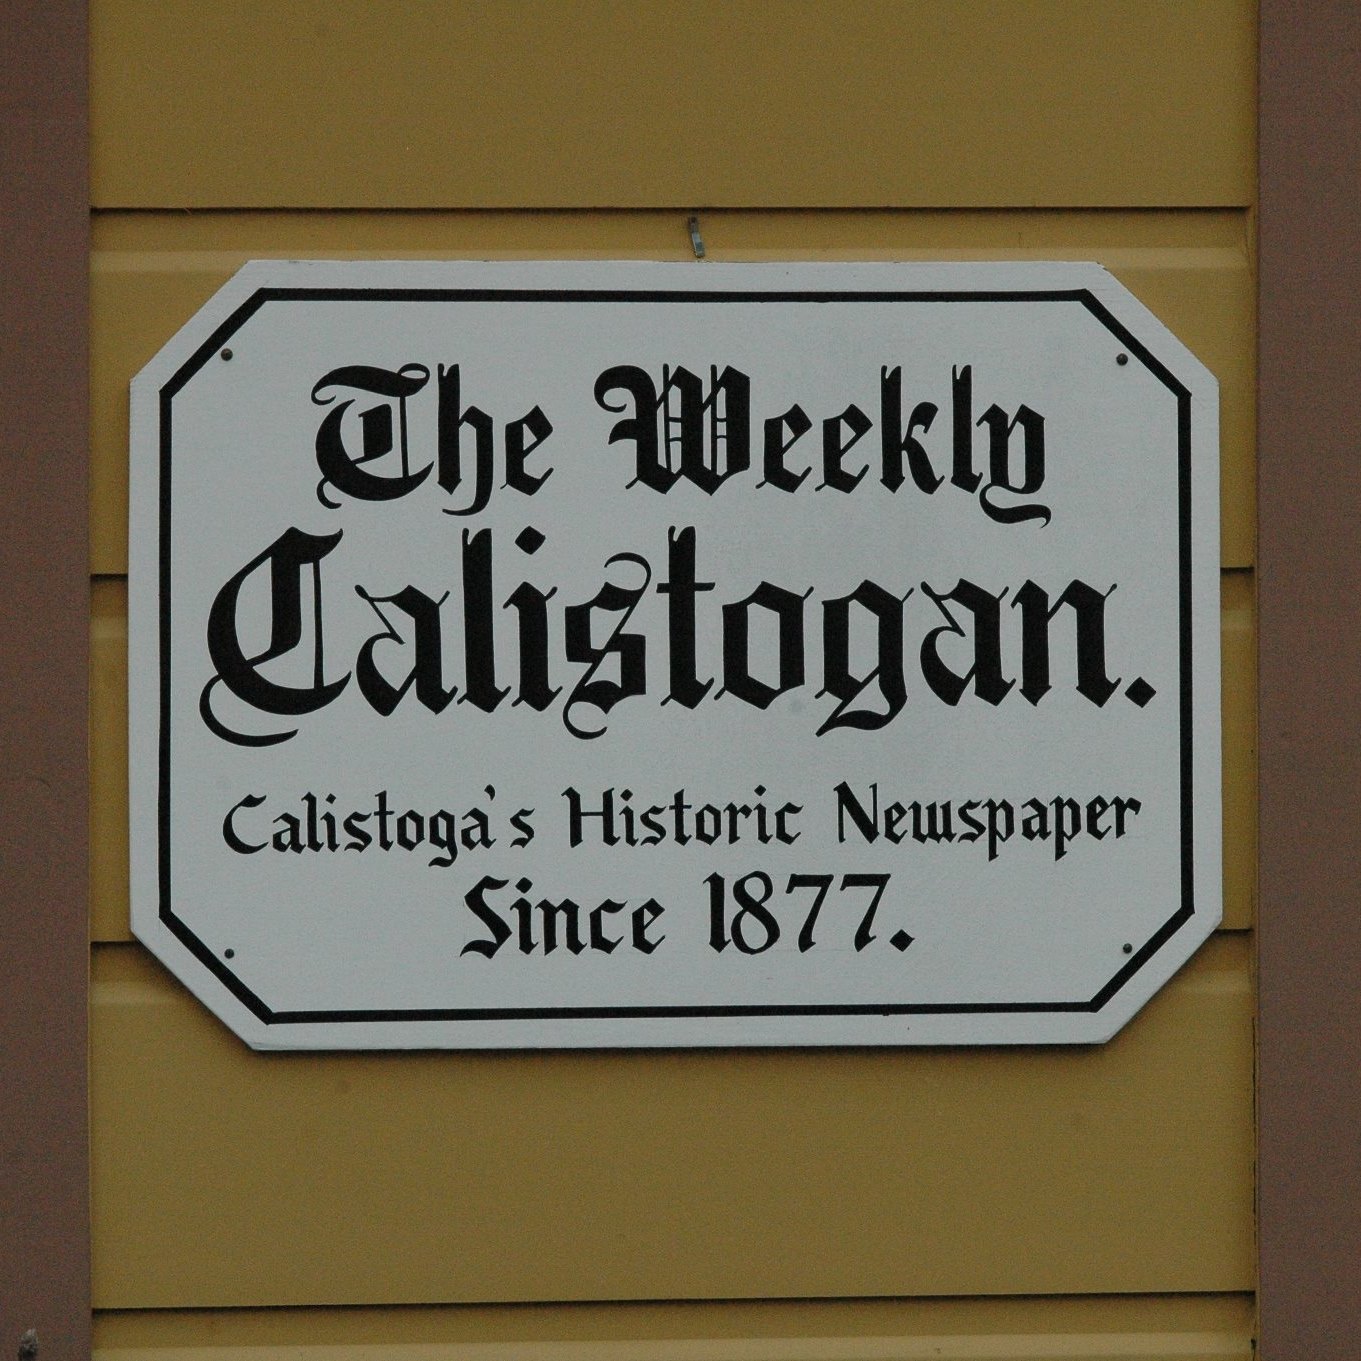 The Weekly
Calistogan.
Calistoga's Historic Newspaper
Since 1877.